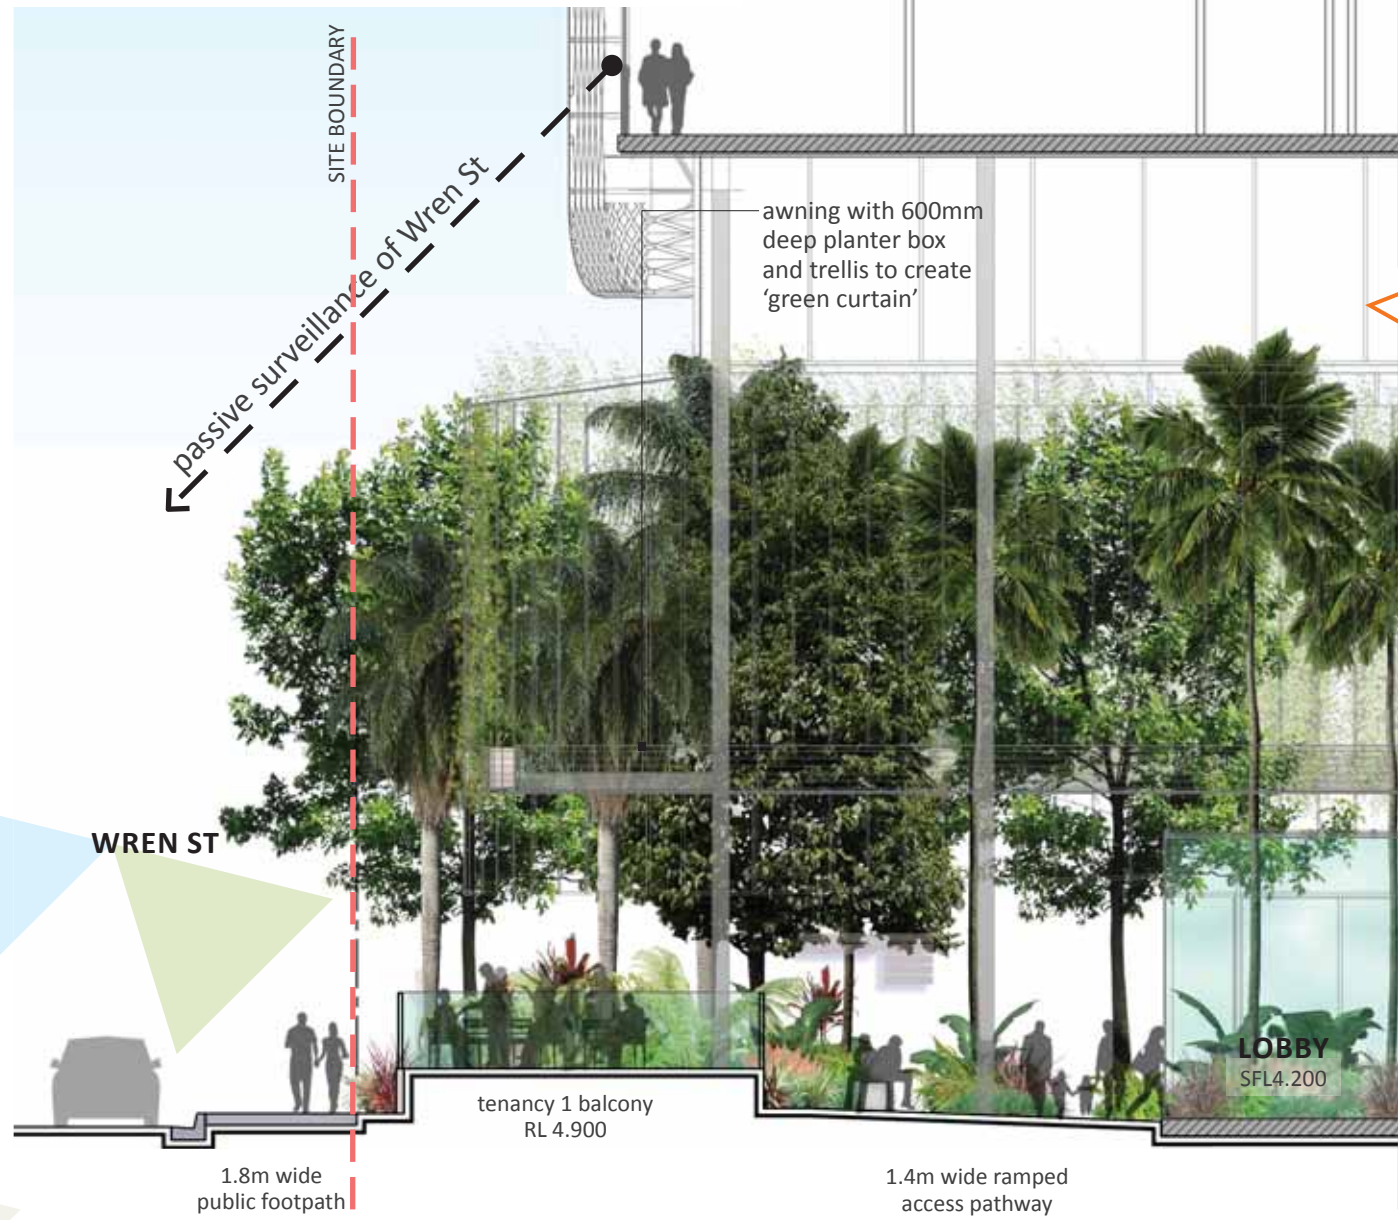 SITE BOUNDARY
passive surveillance of Wren St
awning with 600mm
deep planter box
and trellis to create
‘green curtain’
WREN ST
LOBBY
SFL4.200
tenancy 1 balcony
RL 4.900
1.8m wide
public footpath
1.4m wide ramped
access pathway